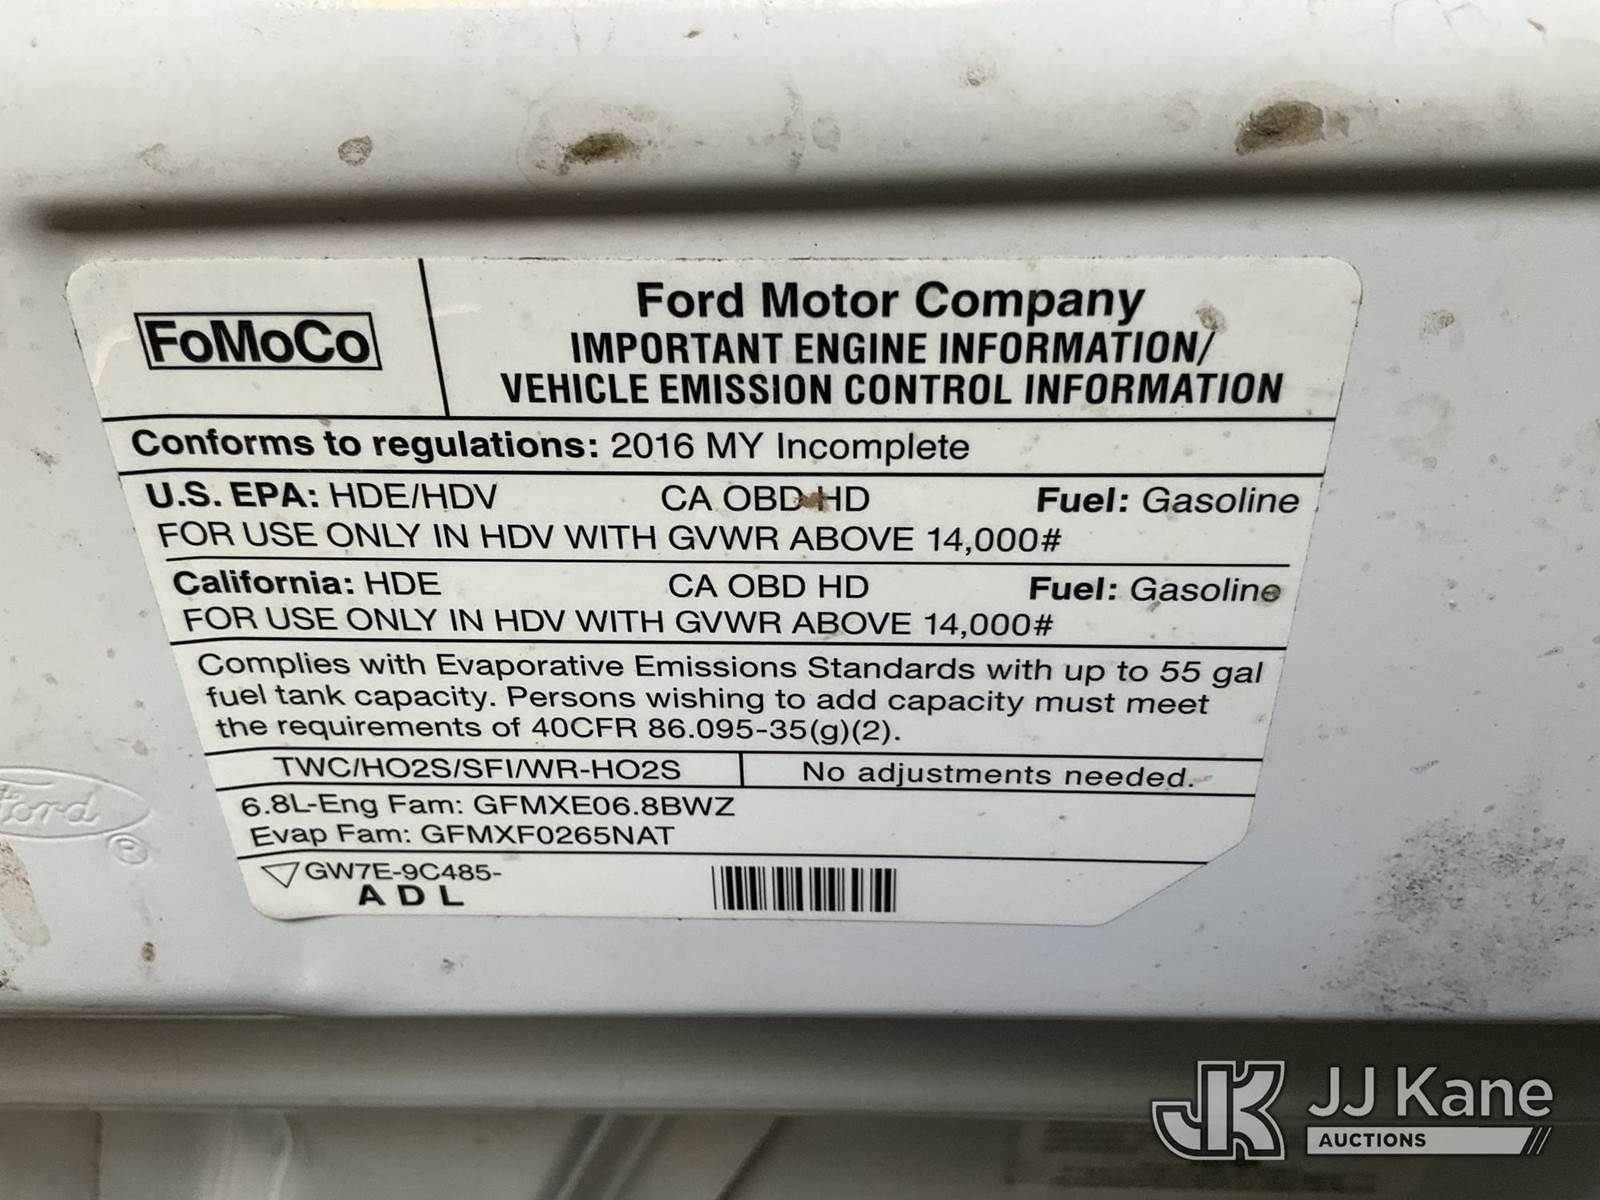 FoMoCo
Ford Motor Company
IMPORTANT ENGINE INFORMATION/
VEHICLE EMISSION CONTROL INFORMATION
Conforms to regulations: 2016 MY Incomplete
U.S. EPA: HDE/HDV CA OBD HD Fuel: Gasoline
FOR USE ONLY IN HDV WITH GVWR ABOVE 14,000#
California: HDE CA OBD HD Fuel: Gasoline
FOR USE ONLY IN HDV WITH GVWR ABOVE 14,000#
Complies with Evaporative Emissions Standards with up to 55 gal
fuel tank capacity. Persons wishing to add capacity must meet
the requirements of 40CFR 86.095-35(g)(2).
TWC/HO2S/SFI/WR-HO2S No adjustments needed.
6.8L-Eng Fam: GFMXE06.8BWZ
Evap Fam: GFMXF0265NAT
GW7E-9C485-
A D L
Ford
®
JK JJ Kane
AUCTIONS